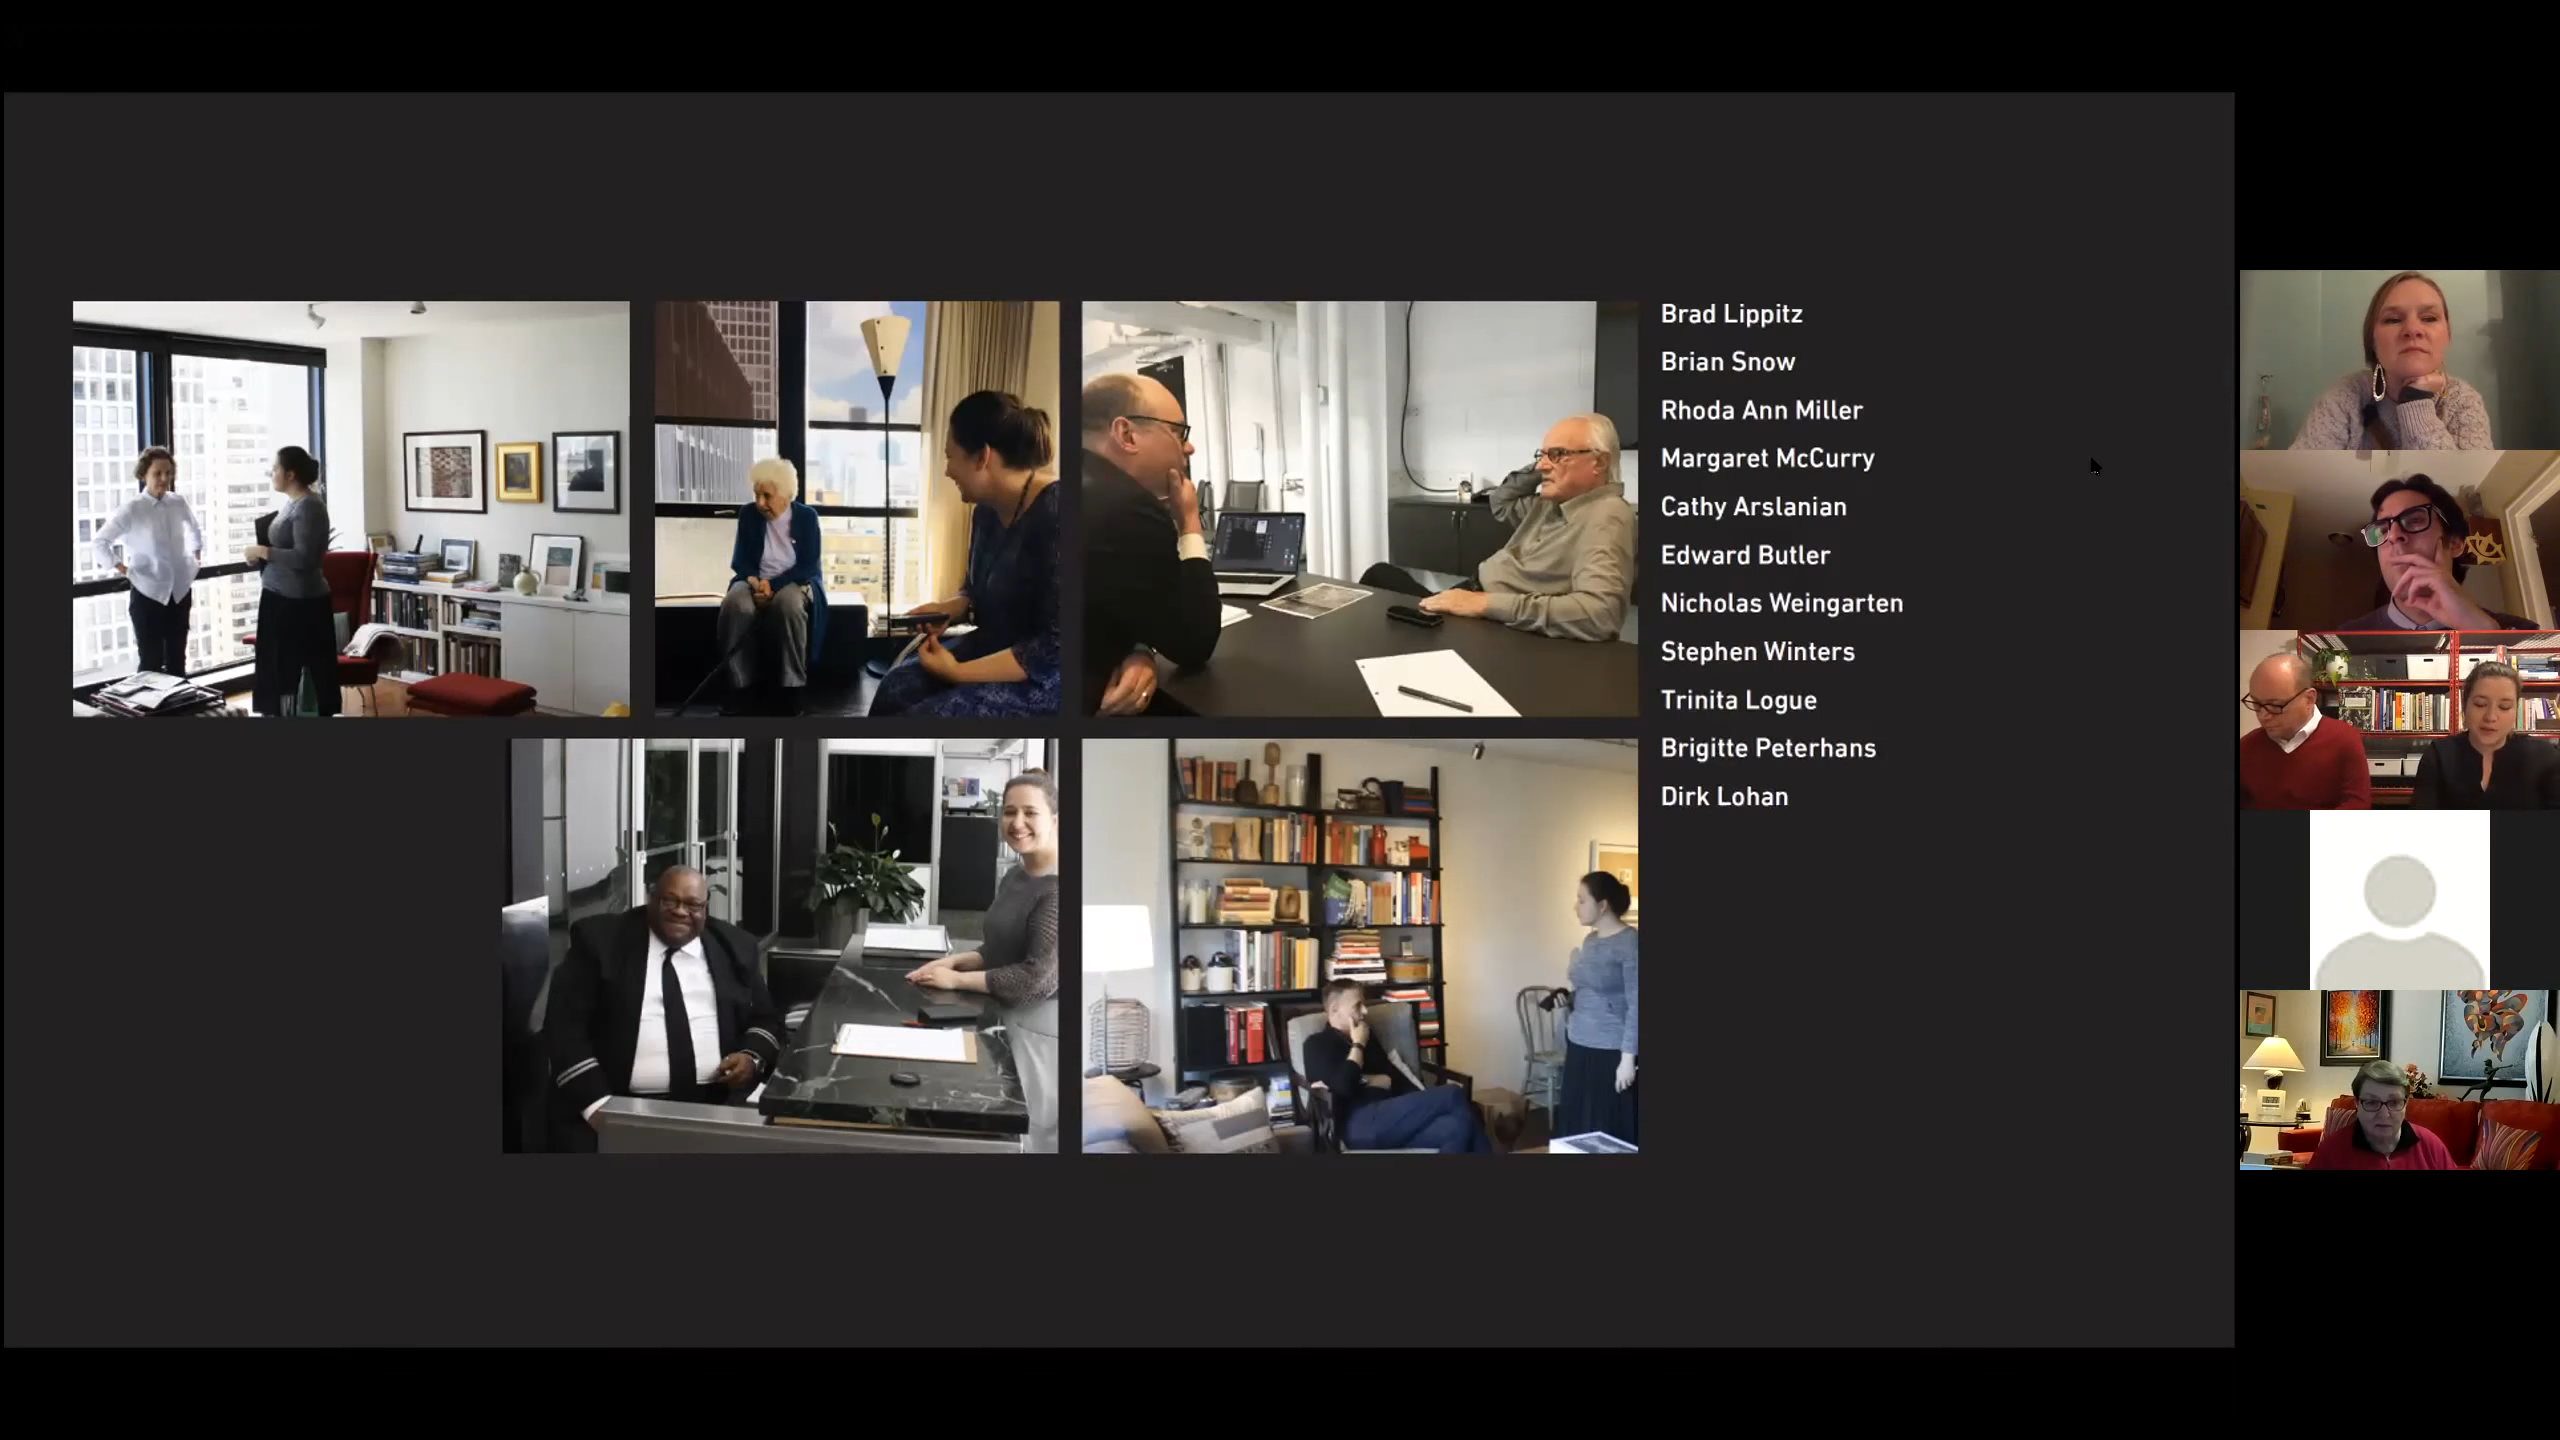 Brad Lippitz
Brian Snow
Rhoda Ann Miller
Margaret McCurry
Cathy Arslanian
Edward Butler
Nicholas Weingarten
Stephen Winters
Trinita Logue
Brigitte Peterhans
Dirk Lohan